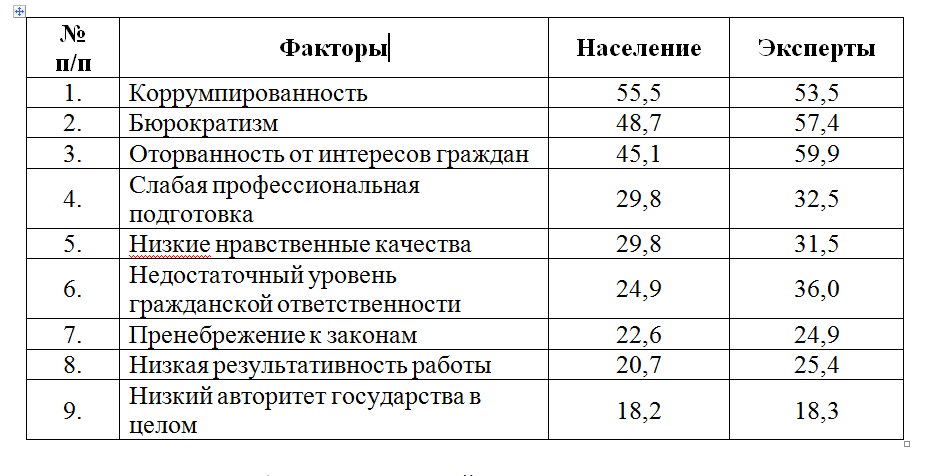 №
п/п
Факторы
Население
Эксперты
1.
Коррумпированность
55,5
53,5
2.
Бюрократизм
48,7
57,4
3.
Оторванность от интересов граждан
45,1
59,9
4.
Слабая профессиональная
подготовка
29,8
32,5
5.
Низкие нравственные качества
29,8
31,5
6.
Недостаточный уровень
гражданской ответственности
24,9
36,0
7.
Пренебрежение к законам
22,6
24,9
8.
Низкая результативность работы
20,7
25,4
9.
Низкий авторитет государства в
целом
18,2
18,3